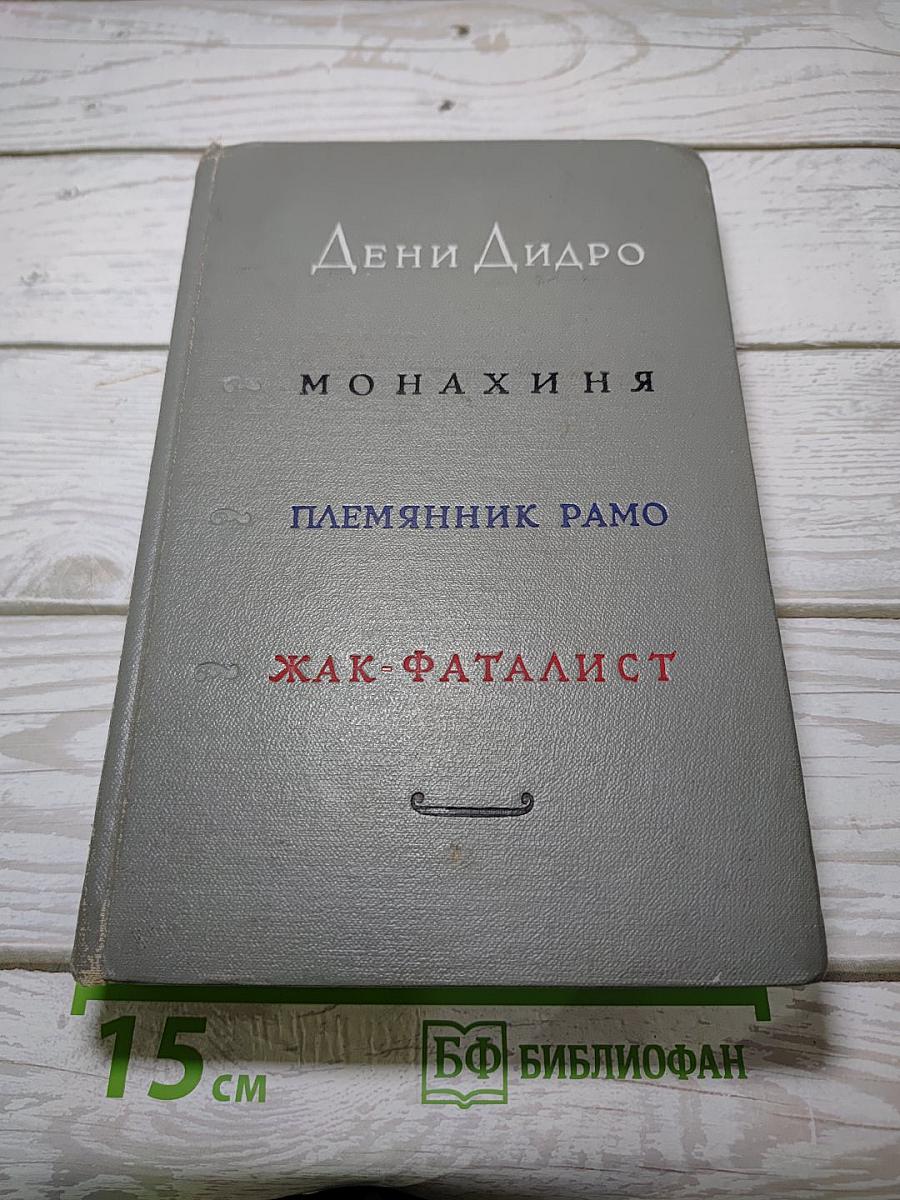 Дени Дидро
МОНАХИНЯ
ПЛЕМЯННИК РАМО
ЖАК-ФАТАЛИСТ
15 см
БФ БИБЛИОФАН